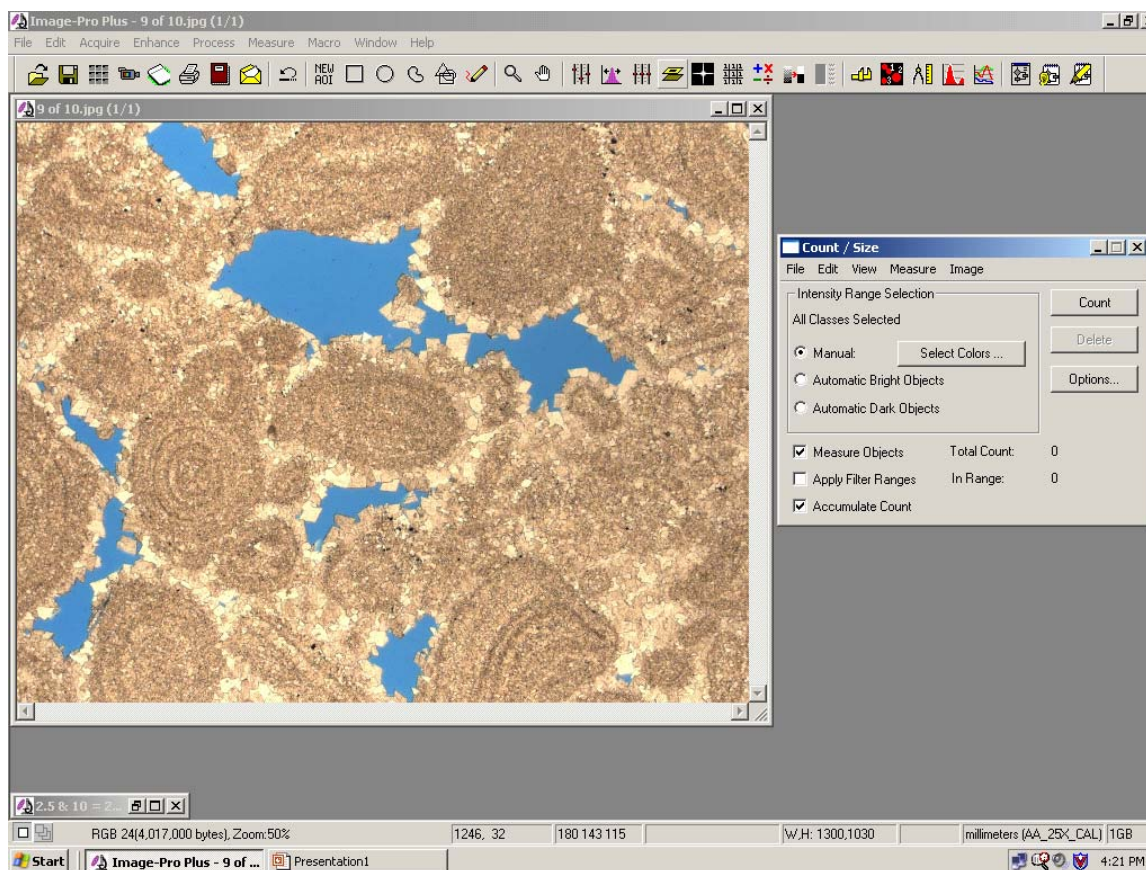 Image-Pro Plus - 9 of 10.jpg (1/1)
File Edit Acquire Enhance Process Measure Macro Window Help
NEW
AOI
9 of 10.jpg (1/1)
Count / Size
File Edit View Measure Image
Intensity Range Selection
All Classes Selected
Count
Manual: Select Colors ...
Delete
Automatic Bright Objects
Options...
Automatic Dark Objects
Measure Objects Total Count: 0
Apply Filter Ranges In Range: 0
Accumulate Count
2.5 & 10 = 2...
RGB 24(4,017,000 bytes), Zoom:50% 1246, 32 180 143 115 W,H: 1300,1030 millimeters (AA_25X_CAL) 1GB
Start Image-Pro Plus - 9 of ... Presentation1 4:21 PM